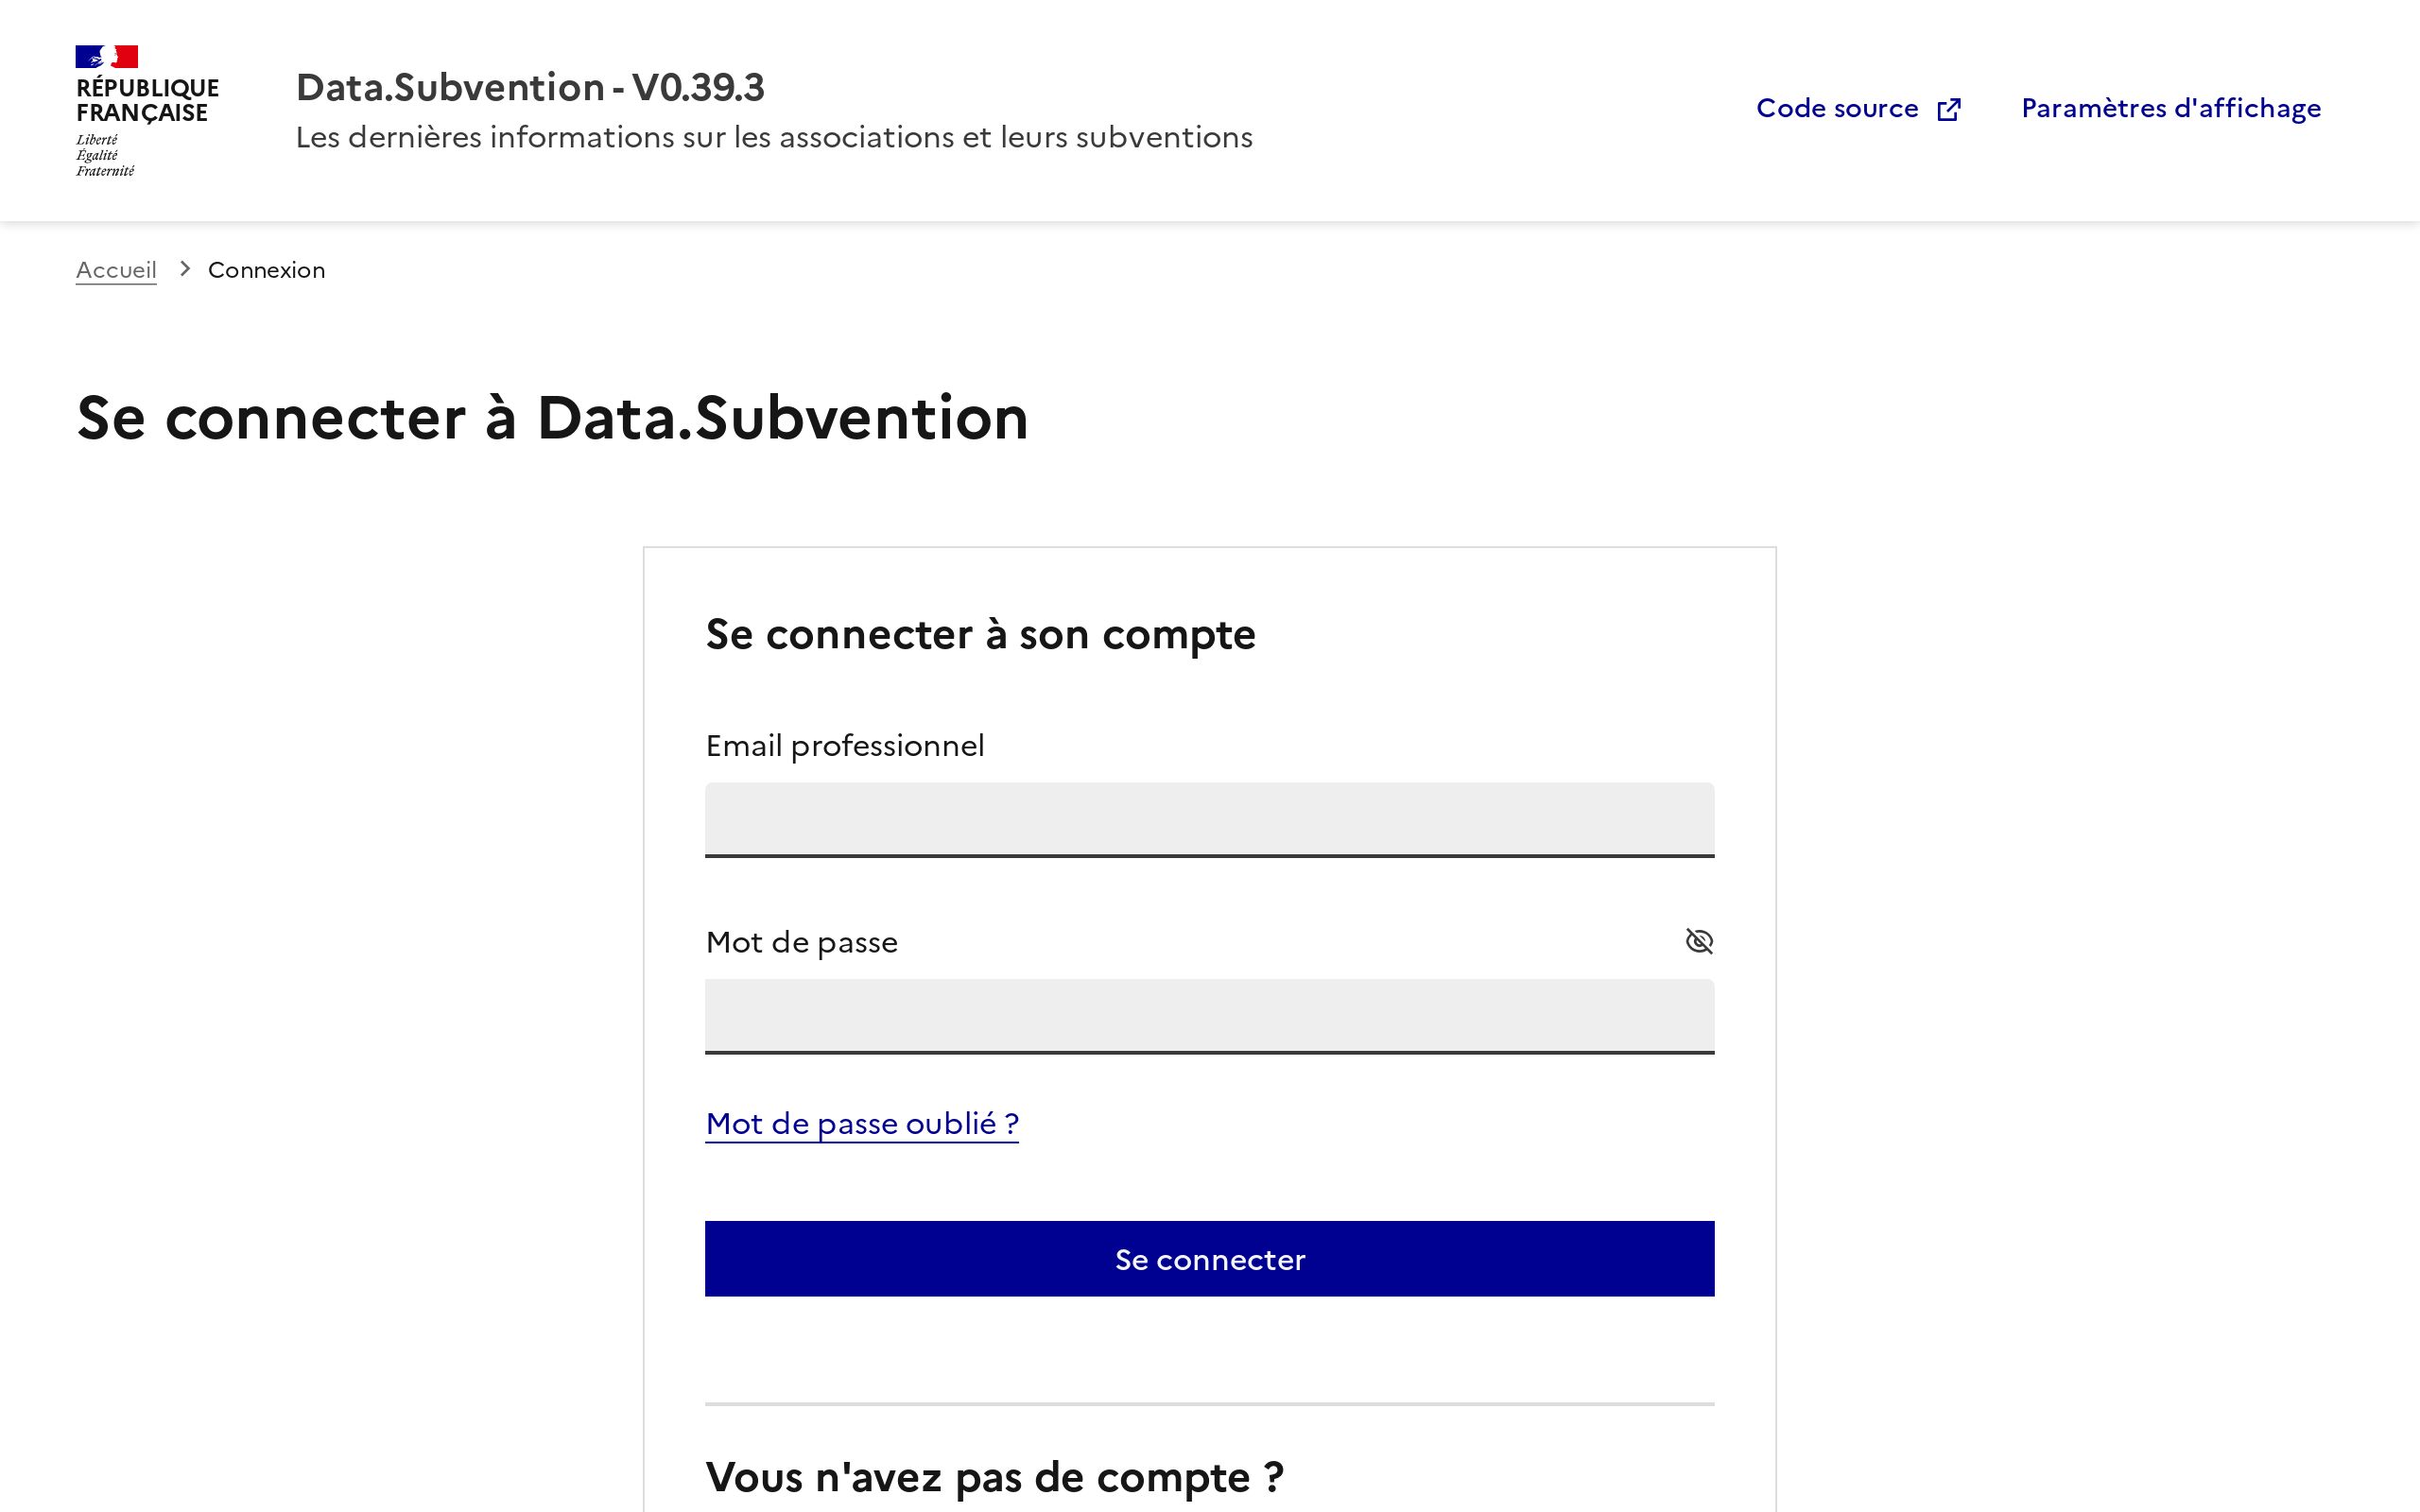 RÉPUBLIQUE
FRANÇAISE
Liberté
Égalité
Fraternité
Data.Subvention - V0.39.3
Les dernières informations sur les associations et leurs subventions
Code source
Paramètres d'affichage
Accueil
Connexion
Se connecter à Data.Subvention
Se connecter à son compte
Email professionnel
Mot de passe
Mot de passe oublié ?
Se connecter
Vous n'avez pas de compte ?